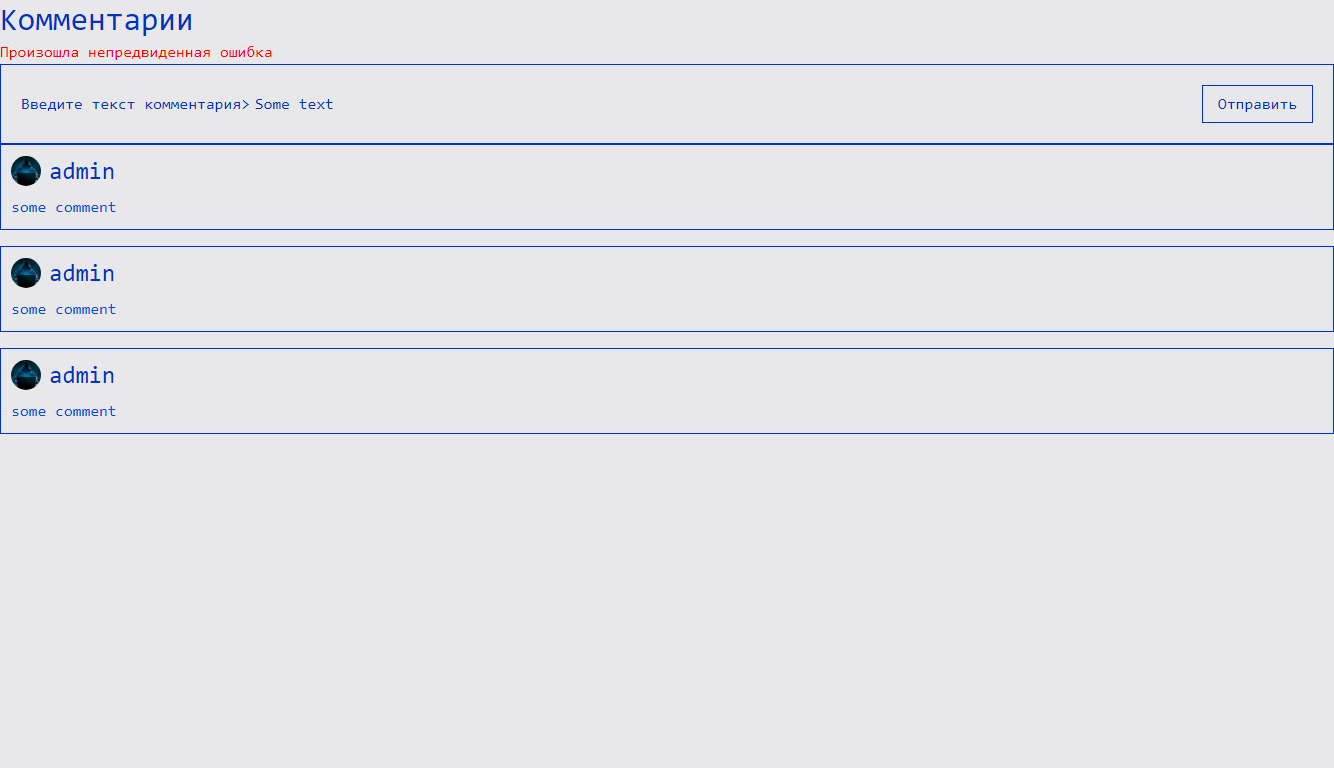 Комментарии
Произошла непредвиденная ошибка
Введите текст комментария> Some text Отправить
admin
some comment
admin
some comment
admin
some comment